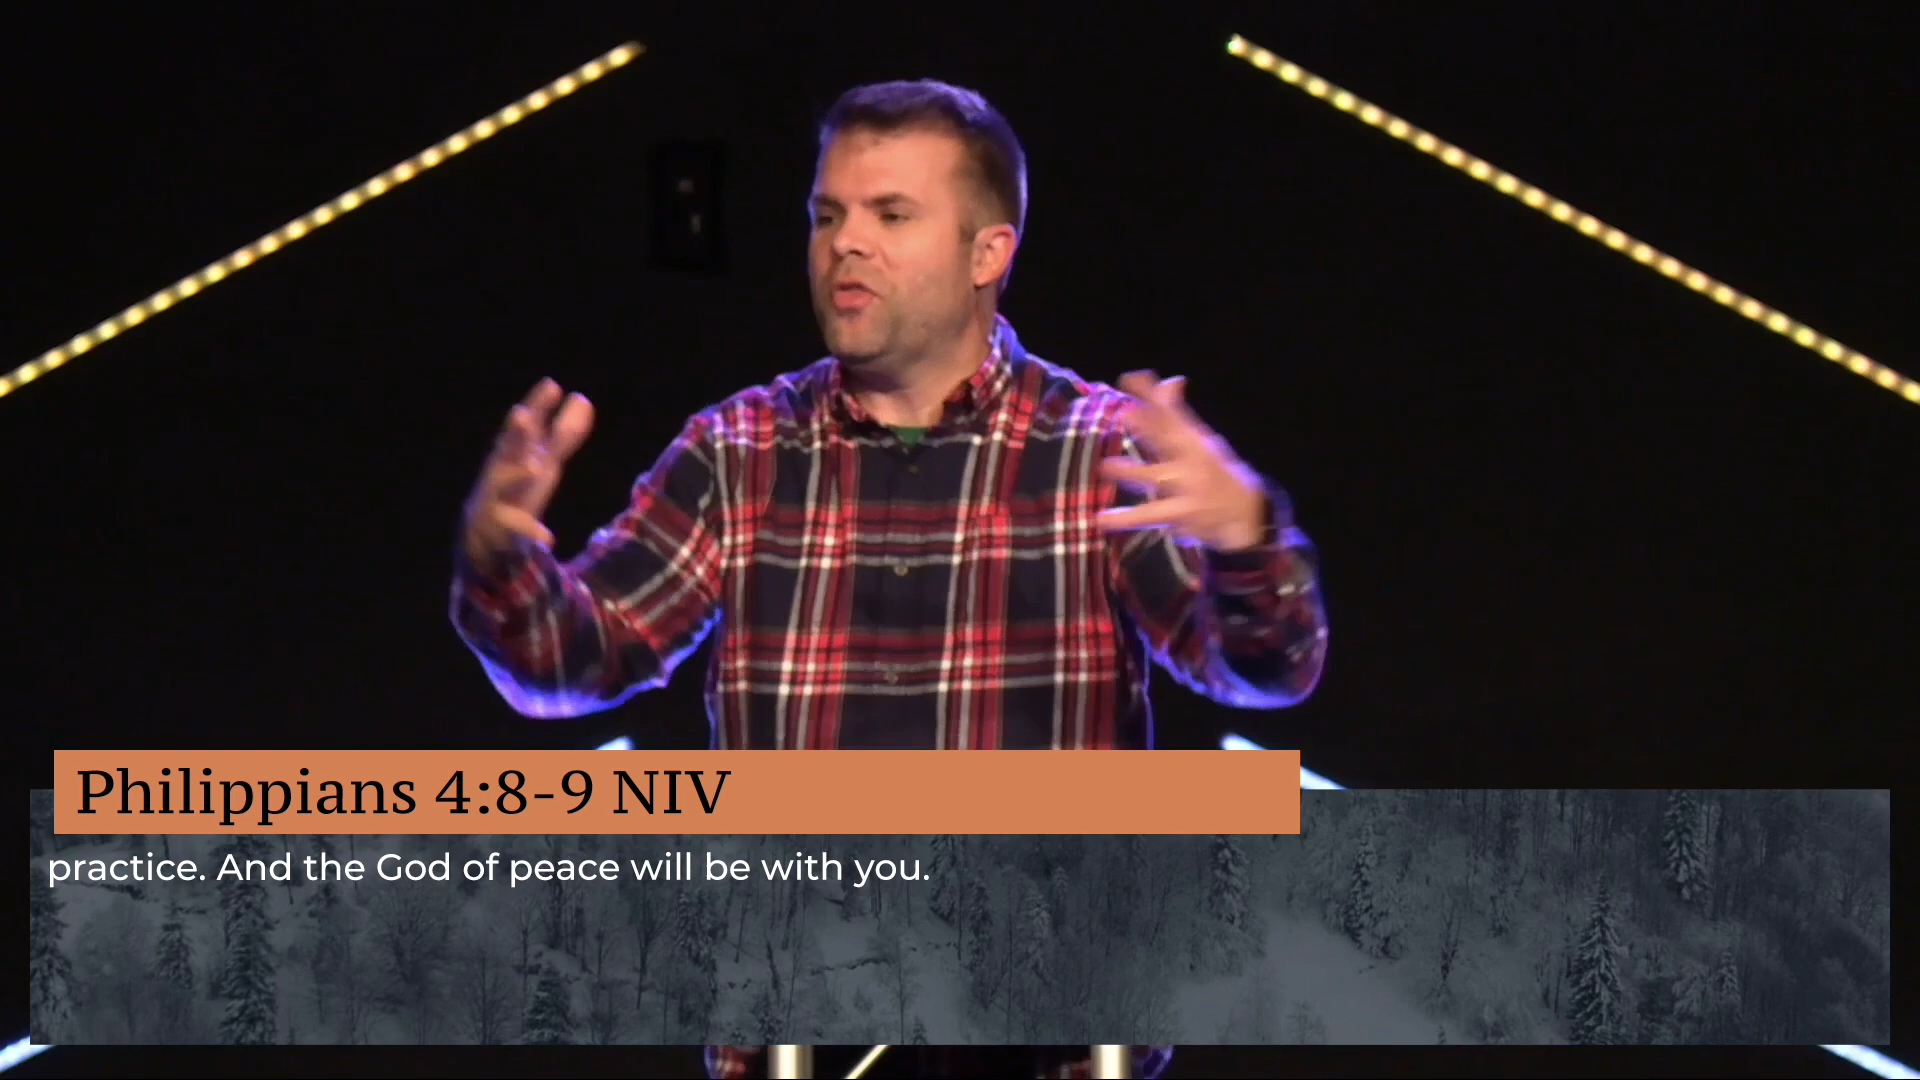 Philippians 4:8-9 NIV
practice. And the God of peace will be with you.